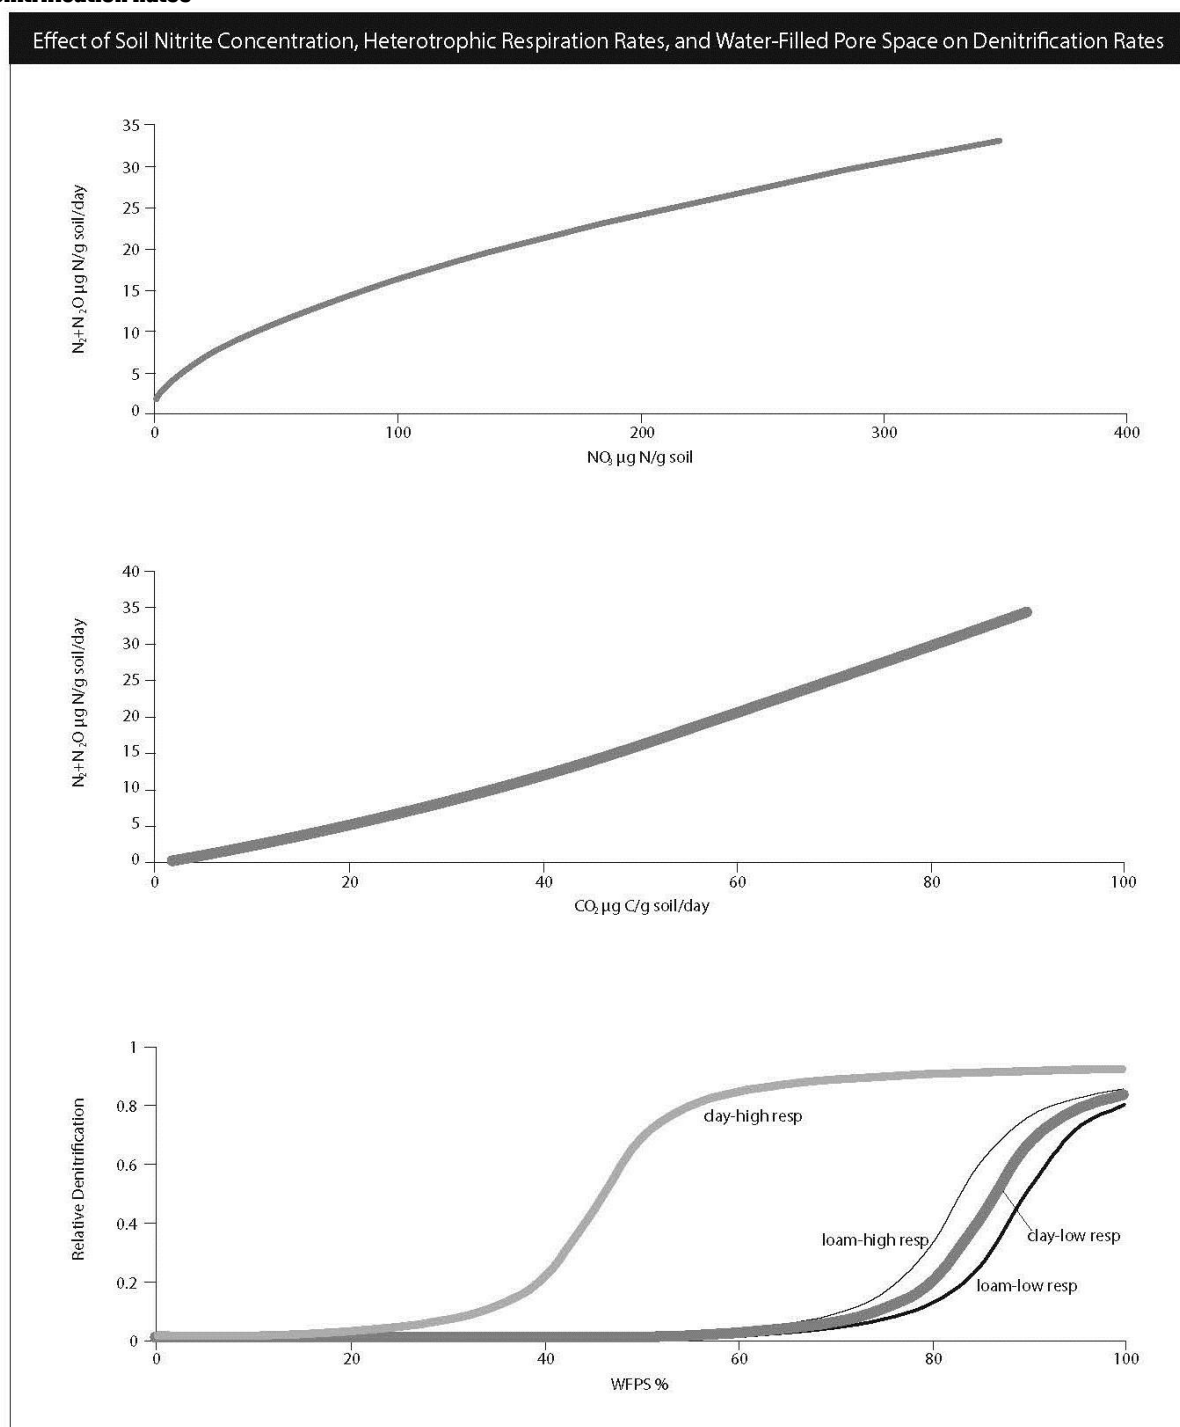 Effect of Soil Nitrite Concentration, Heterotrophic Respiration Rates, and Water-Filled Pore Space on Denitrification Rates
35
30
25
20
15
10
5
0
N₂+N₂O µg N/g soil/day
0 100 200 300 400
NO₃ µg N/g soil
40
35
30
25
20
15
10
5
0
N₂+N₂O µg N/g soil/day
0 20 40 60 80 100
CO₂ µg C/g soil/day
1
0.8
0.6
0.4
0.2
0
Relative Denitrification
clay-high resp
loam-high resp
clay-low resp
loam-low resp
0 20 40 60 80 100
WFPS %